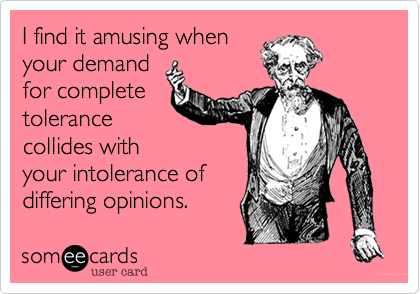 I find it amusing when
your demand
for complete
tolerance
collides with
your intolerance of
differing opinions.
someecards
user card